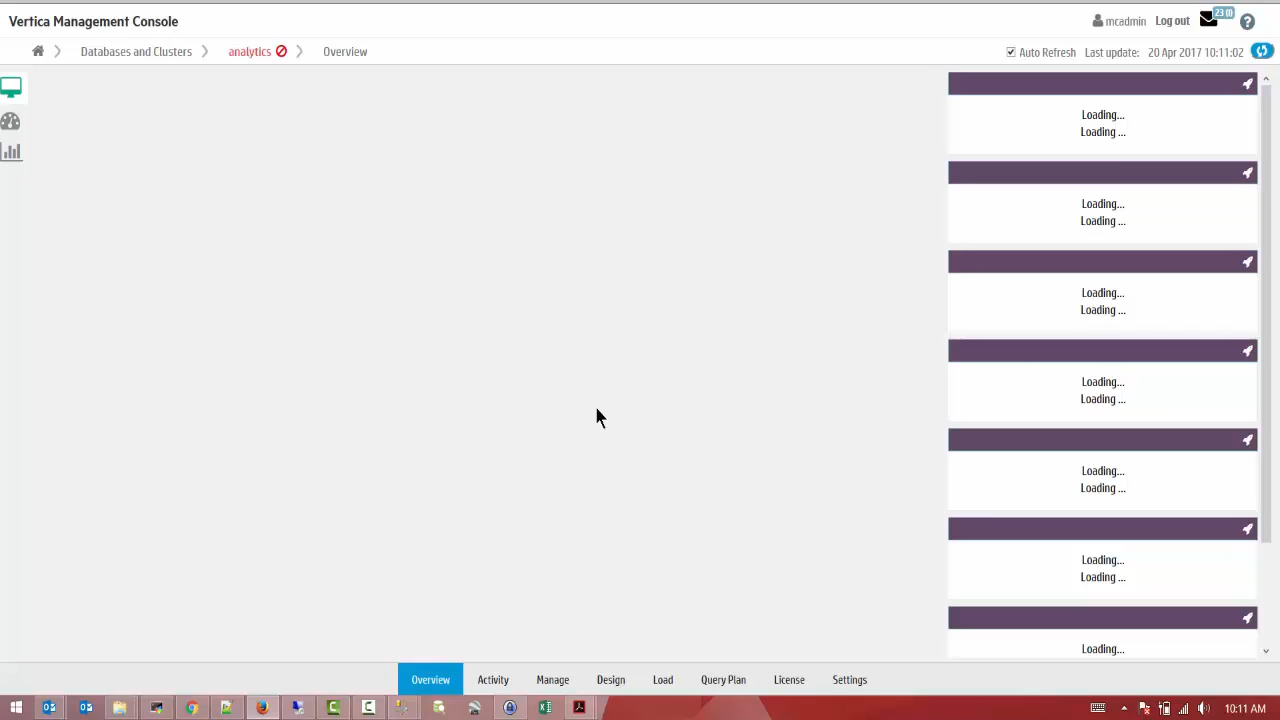 Vertica Management Console
mcadmin Log out 23 (!)
Databases and Clusters analytics Overview
Auto Refresh Last update: 20 Apr 2017 10:11:02
Loading...
Loading ...
Loading...
Loading ...
Loading...
Loading ...
Loading...
Loading ...
Loading...
Loading ...
Loading...
Loading ...
Loading...
Overview Activity Manage Design Load Query Plan License Settings
10:11 AM